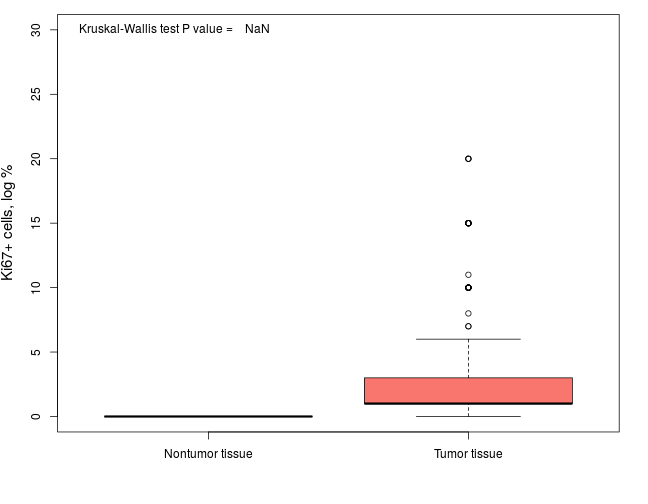 Kruskal-Wallis test P value = NaN
Ki67+ cells, log %
30
25
20
15
10
5
0
Nontumor tissue
Tumor tissue